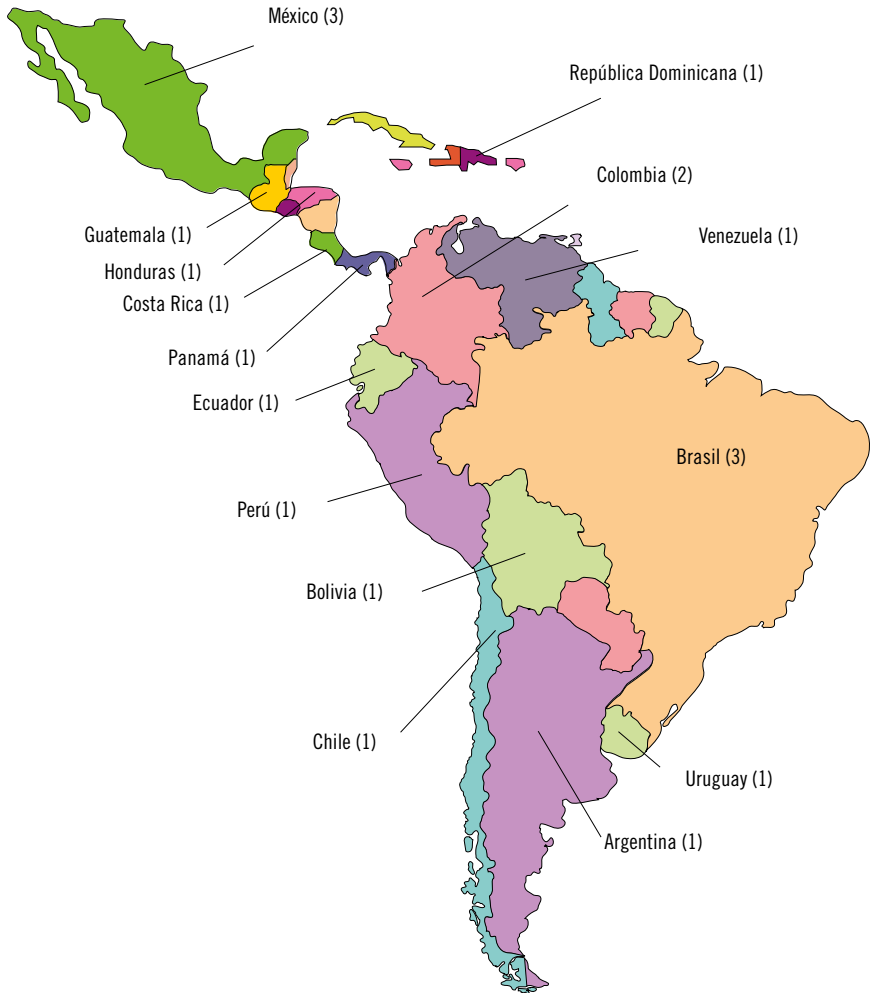 México (3)
República Dominicana (1)
Colombia (2)
Guatemala (1)
Venezuela (1)
Honduras (1)
Costa Rica (1)
Panamá (1)
Ecuador (1)
Brasil (3)
Perú (1)
Bolivia (1)
Chile (1)
Uruguay (1)
Argentina (1)